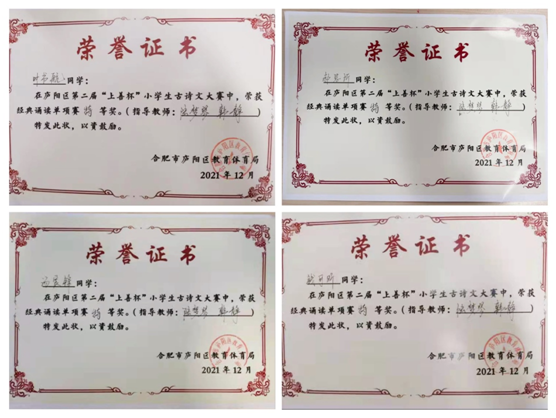 荣誉证书
同学：
在庐阳区第二届“上善杯”小学生古诗文大赛中，荣获
经典诵读单项赛 特 等奖。（指导教师：）
特发此状，以资鼓励。
合肥市庐阳区教育体育局
2021年12月
荣誉证书
同学：
在庐阳区第二届“上善杯”小学生古诗文大赛中，荣获
经典诵读单项赛 特 等奖。（指导教师：）
特发此状，以资鼓励。
合肥市庐阳区教育体育局
2021年12月
荣誉证书
同学：
在庐阳区第二届“上善杯”小学生古诗文大赛中，荣获
经典诵读单项赛 特 等奖。（指导教师：）
特发此状，以资鼓励。
合肥市庐阳区教育体育局
2021年12月
荣誉证书
同学：
在庐阳区第二届“上善杯”小学生古诗文大赛中，荣获
经典诵读单项赛 特 等奖。（指导教师：）
特发此状，以资鼓励。
合肥市庐阳区教育体育局
2021年12月